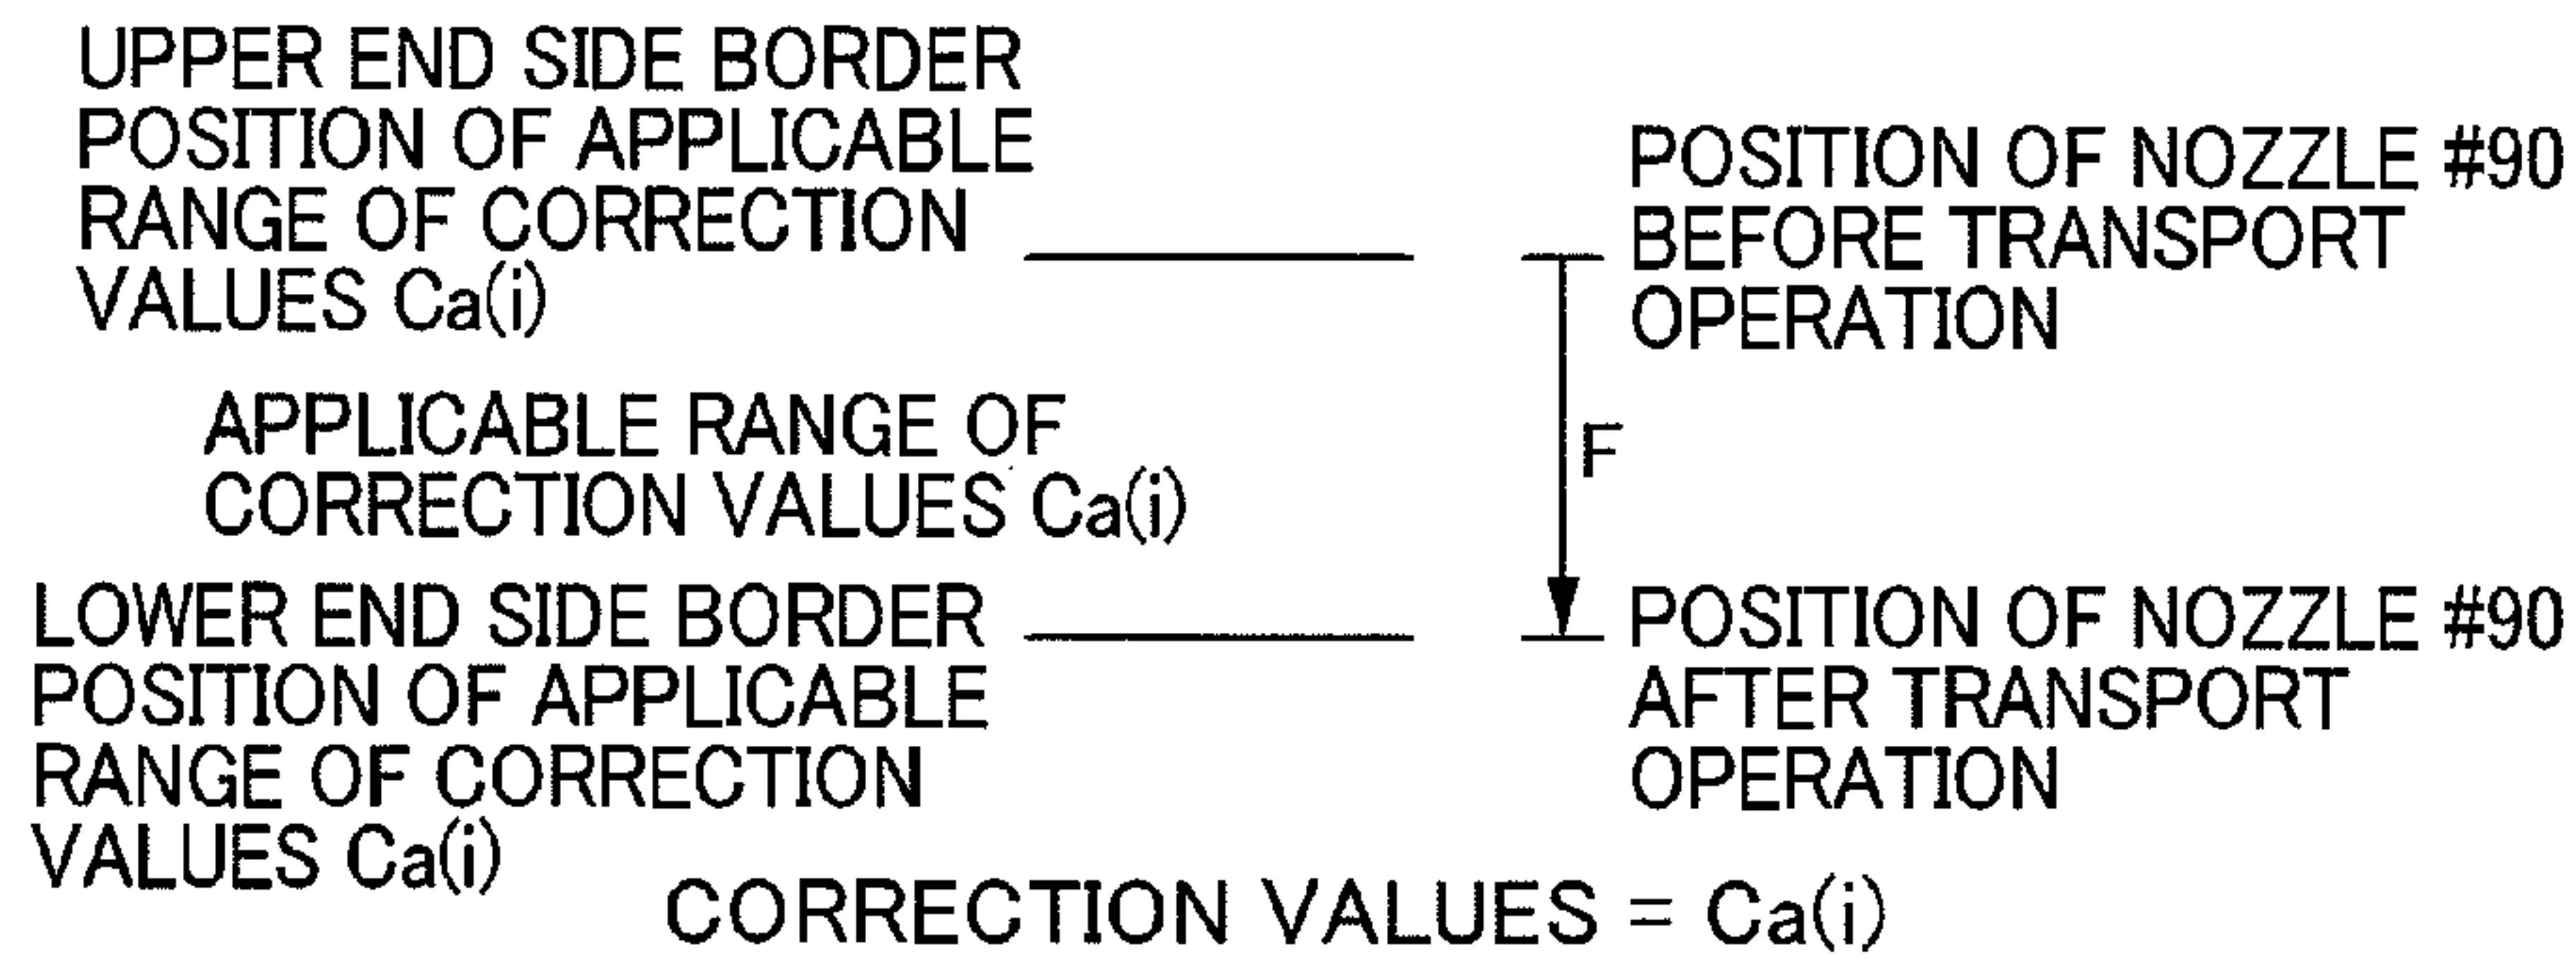 UPPER END SIDE BORDER
POSITION OF APPLICABLE
RANGE OF CORRECTION
VALUES Ca(i)
POSITION OF NOZZLE #90
BEFORE TRANSPORT
OPERATION
APPLICABLE RANGE OF
CORRECTION VALUES Ca(i)
F
LOWER END SIDE BORDER
POSITION OF APPLICABLE
RANGE OF CORRECTION
VALUES Ca(i)
POSITION OF NOZZLE #90
AFTER TRANSPORT
OPERATION
CORRECTION VALUES = Ca(i)